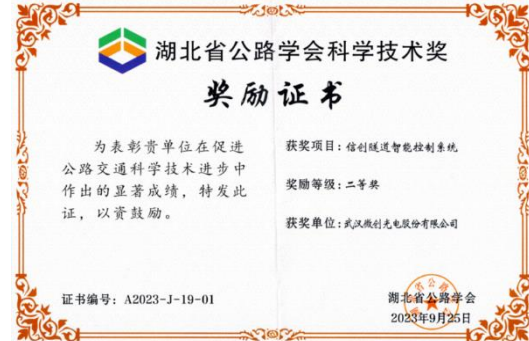 湖北省公路学会科学技术奖
奖励证书
为表彰贵单位在促进
公路交通科学技术进步中
作出的显著成绩，特发此
证，以资鼓励。
获奖项目：信创隧道智能控制系统
奖励等级：二等奖
获奖单位：武汉微创光电股份有限公司
证书编号：A2023-J-19-01
湖北省公路学会
2023年9月25日